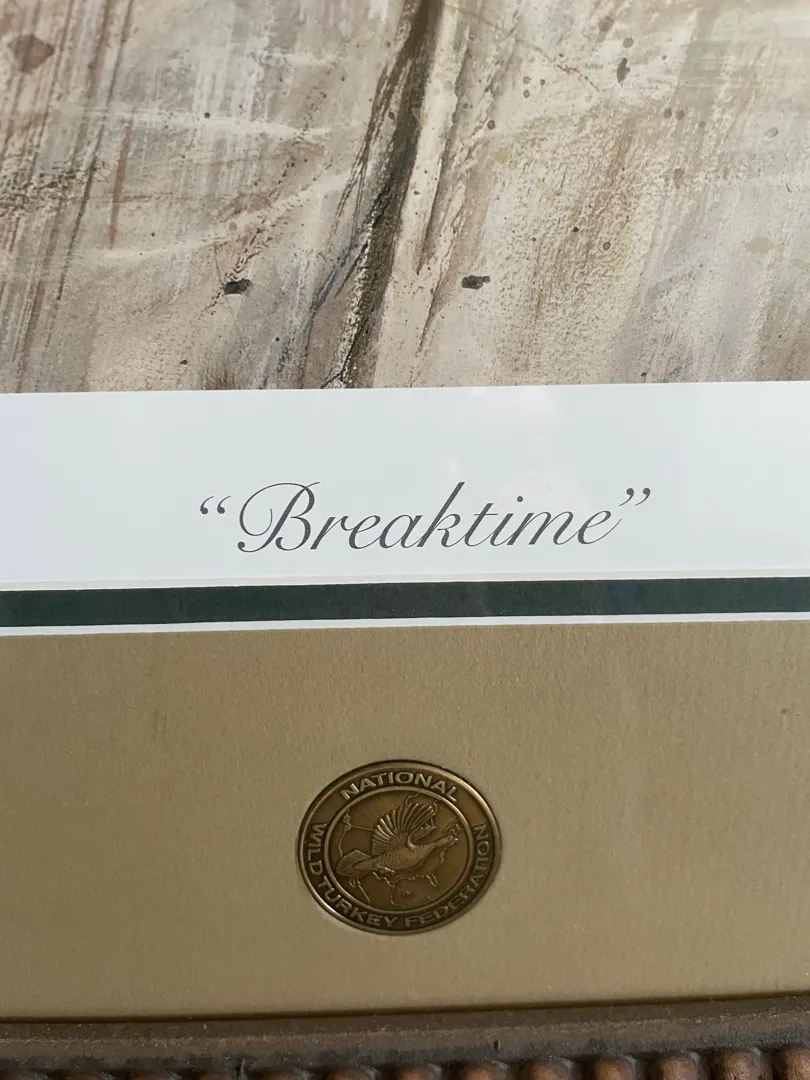 “Breaktime”
NATIONAL
WILD TURKEY FEDERATION